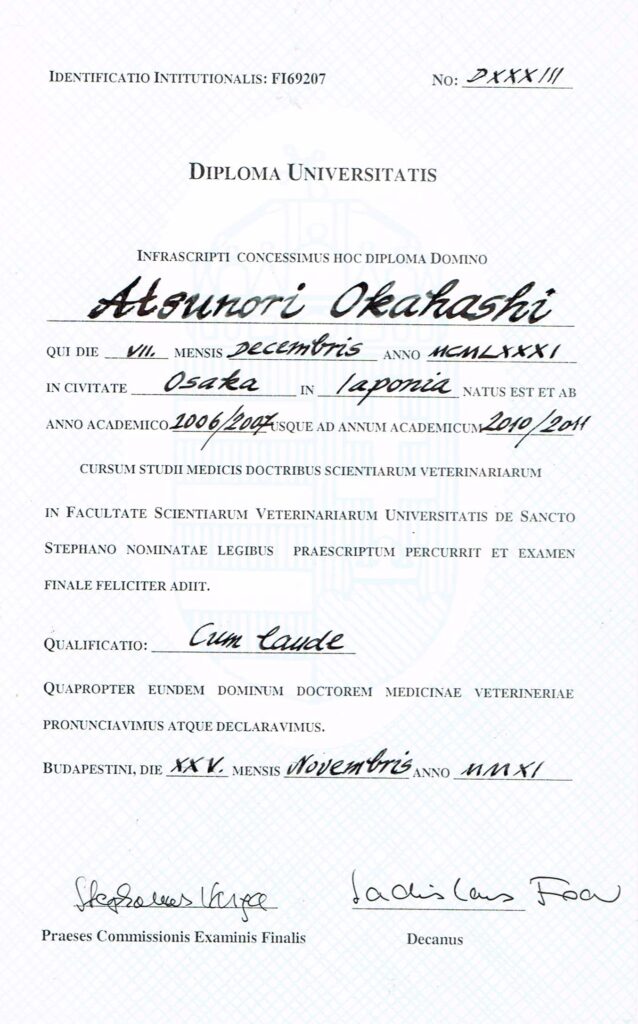 IDENTIFICATIO INTITUTIONALIS: FI69207 NO: DXXXIII
DIPLOMA UNIVERSITATIS
INFRASCRIPTI CONCESSIMUS HOC DIPLOMA DOMINO
Atsunori Okahashi
QUI DIE VII. MENSIS Decembris ANNO MCMLXXXI
IN CIVITATE Osaka IN Iaponia NATUS EST ET AB
ANNO ACADEMICO 2006/2007 USQUE AD ANNUM ACADEMICUM 2010/2011
CURSUM STUDII MEDICIS DOCTRIBUS SCIENTIARUM VETERINARIARUM
IN FACULTATE SCIENTIARUM VETERINARIARUM UNIVERSITATIS DE SANCTO
STEPHANO NOMINATAE LEGIBUS PRAESCRIPTUM PERCURRIT ET EXAMEN
FINALE FELICITER ADIIT.
QUALIFICATIO: Cum laude
QUAPROPTER EUNDEM DOMINUM DOCTOREM MEDICINAE VETERINERIAE
PRONUNCIAVIMUS ATQUE DECLARAVIMUS.
BUDAPESTINI, DIE XXV. MENSIS Novembris ANNO MMXI
Stephanus Ladislaus
Praeses Commissionis Examinis Finalis Decanus